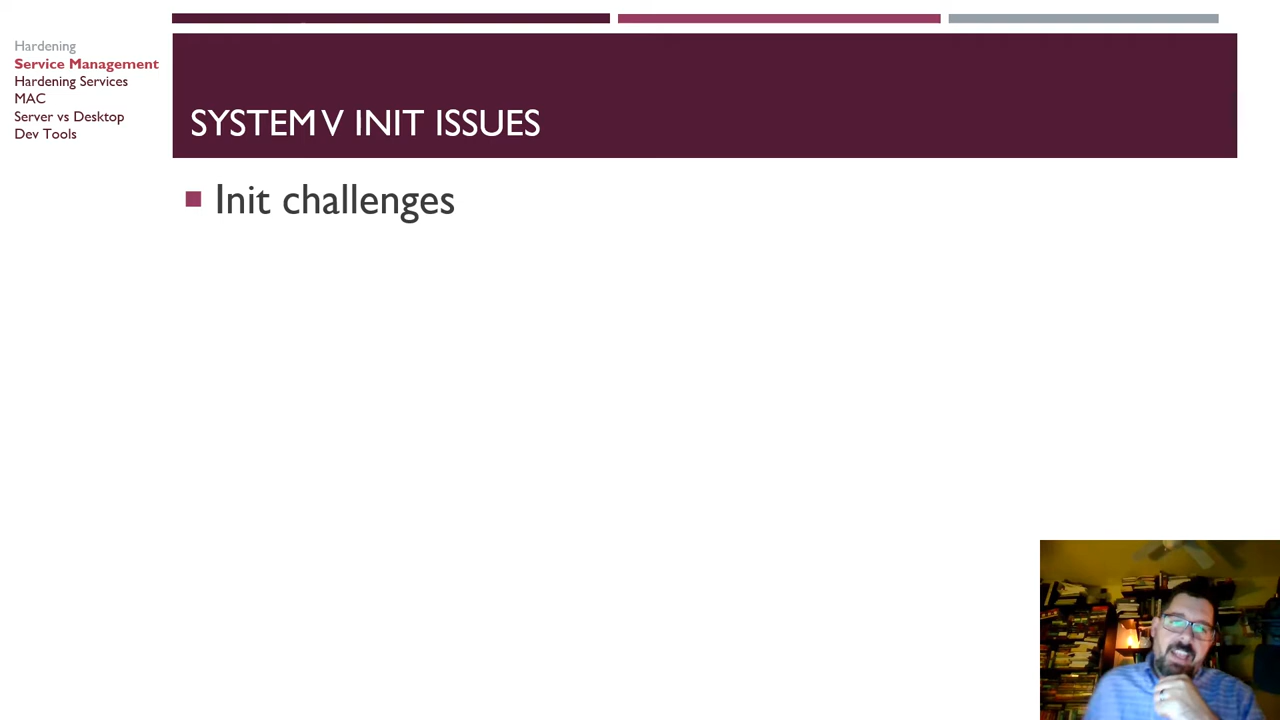 Hardening
Service Management
Hardening Services
MAC
Server vs Desktop
Dev Tools
SYSTEM V INIT ISSUES
Init challenges